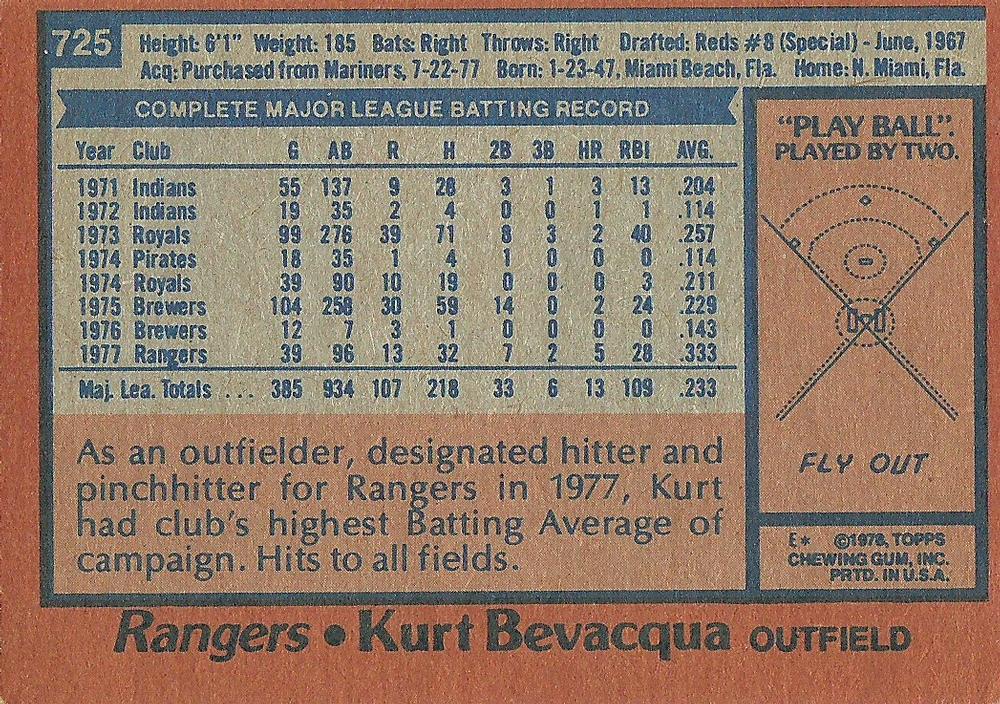 725
Height: 6'1" Weight: 185 Bats: Right Throws: Right Drafted: Reds #8 (Special) - June, 1967
Acq: Purchased from Mariners, 7-22-77 Born: 1-23-47, Miami Beach, Fla. Home: N. Miami, Fla.
COMPLETE MAJOR LEAGUE BATTING RECORD
Year Club G AB R H 2B 3B HR RBI AVG.
1971 Indians 55 137 9 28 3 1 3 13 .204
1972 Indians 19 35 2 4 0 0 1 1 .114
1973 Royals 99 276 39 71 8 3 2 40 .257
1974 Pirates 18 35 1 4 1 0 0 0 .114
1974 Royals 39 90 10 19 0 0 0 3 .211
1975 Brewers 104 258 30 59 14 0 2 24 .229
1976 Brewers 12 7 3 1 0 0 0 0 .143
1977 Rangers 39 96 13 32 7 2 5 28 .333
Maj. Lea. Totals ... 385 934 107 218 33 6 13 109 .233
As an outfielder, designated hitter and
pinchhitter for Rangers in 1977, Kurt
had club's highest Batting Average of
campaign. Hits to all fields.
"PLAY BALL":
PLAYED BY TWO.
FLY OUT
E* ©1978, TOPPS
CHEWING GUM, INC.
PRTD. IN U.S.A.
Rangers • Kurt Bevacqua OUTFIELD